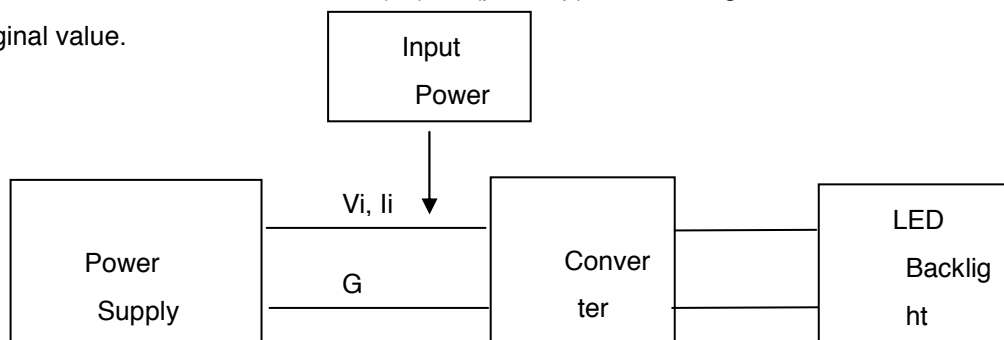 ginal value.
Input
Power
Vi, Ii
Power
Supply
G
Conver
ter
LED
Backlig
ht